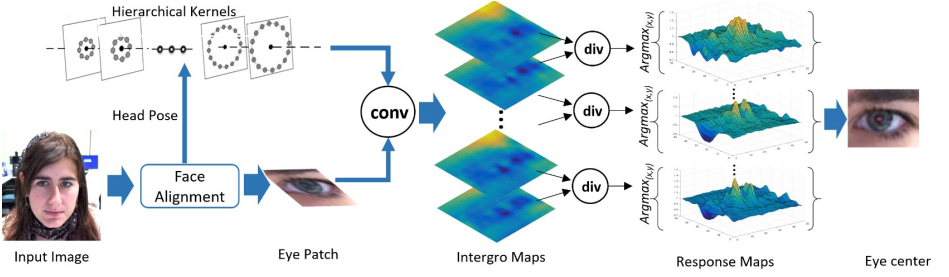 Hierarchical Kernels
Head Pose
Face
Alignment
conv
div
div
div
Argmax(x,y)
Argmax(x,y)
Argmax(x,y)
Input Image
Eye Patch
Intergro Maps
Response Maps
Eye center